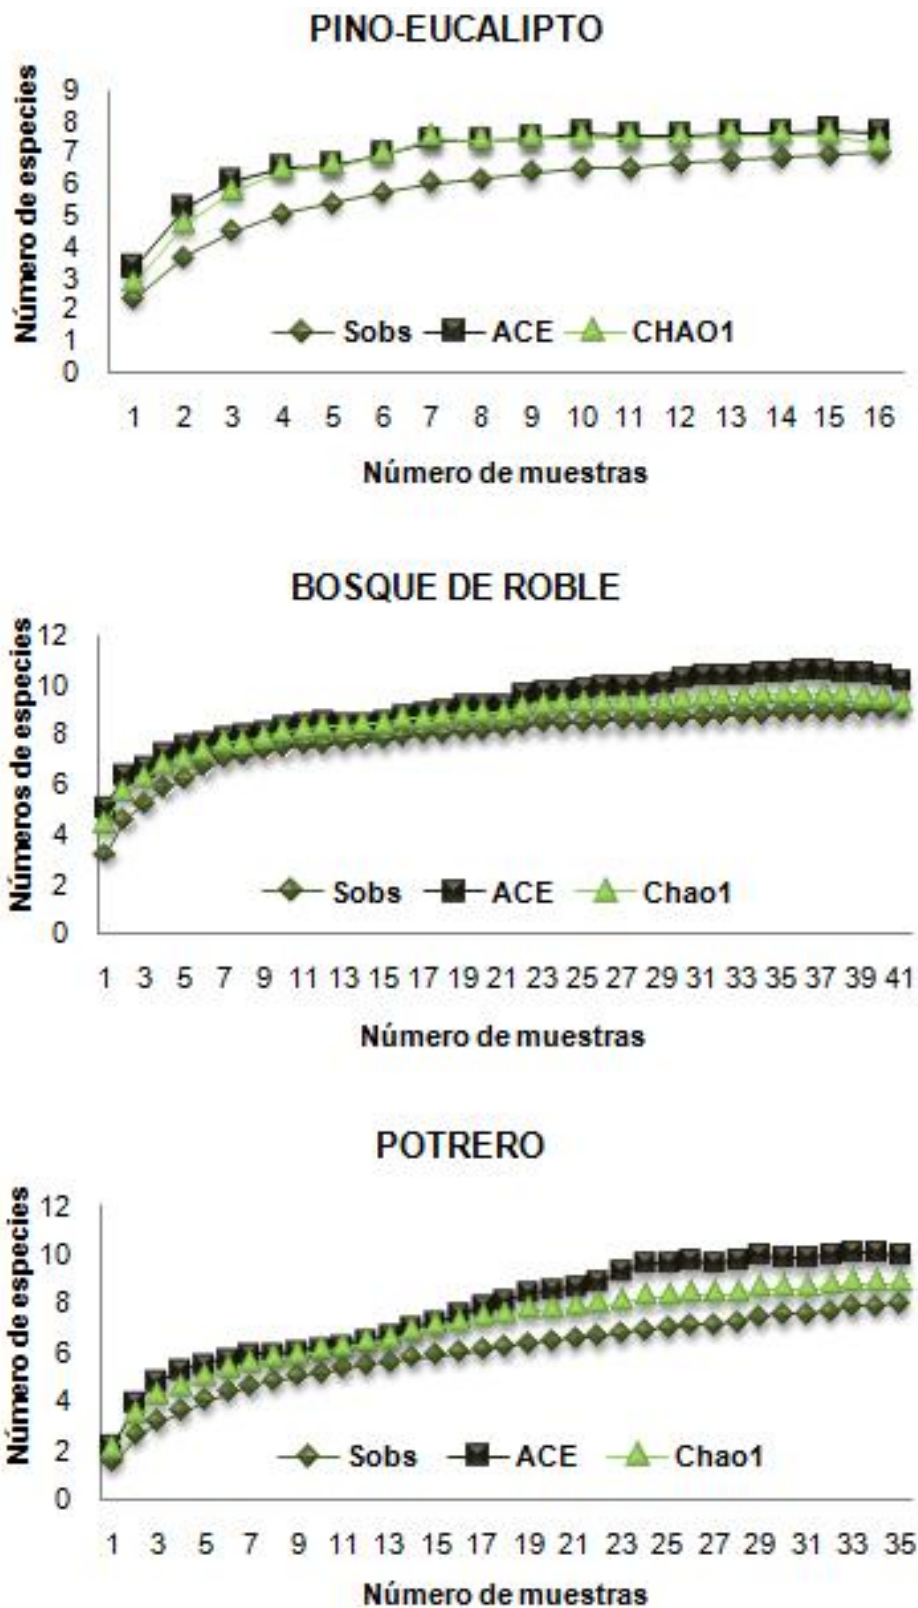 PINO-EUCALIPTO
Número de especies
9
8
7
6
5
4
3
2
1
0
Sobs ACE CHAO1
1 2 3 4 5 6 7 8 9 10 11 12 13 14 15 16
Número de muestras
BOSQUE DE ROBLE
Números de especies
12
10
8
6
4
2
0
Sobs ACE Chao1
1 3 5 7 9 11 13 15 17 19 21 23 25 27 29 31 33 35 37 39 41
Número de muestras
POTRERO
Número de especies
12
10
8
6
4
2
0
Sobs ACE Chao1
1 3 5 7 9 11 13 15 17 19 21 23 25 27 29 31 33 35
Número de muestras